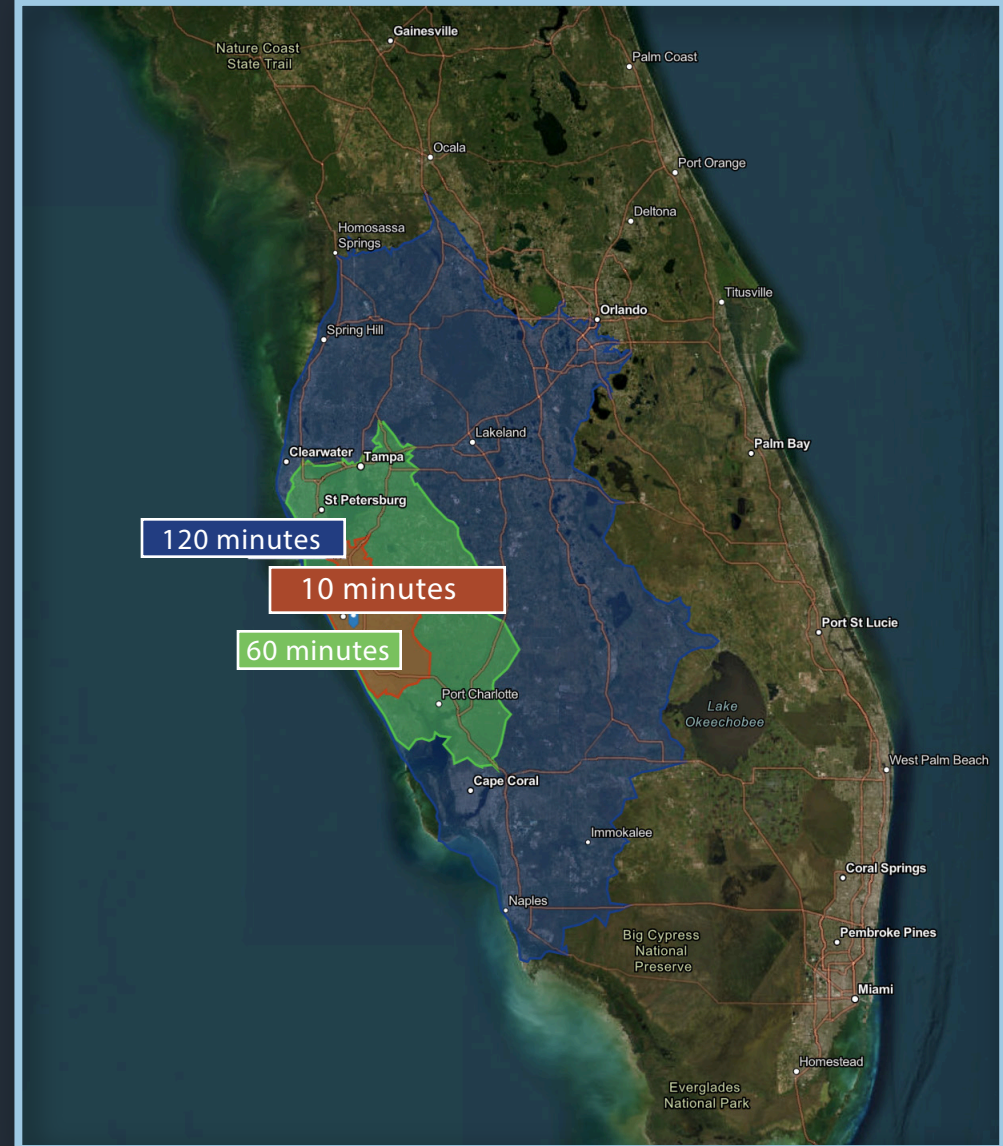 Gainesville
Nature Coast
State Trail
Palm Coast
Ocala
Port Orange
Deltona
Homosassa
Springs
Titusville
Orlando
Spring Hill
Lakeland
Palm Bay
Clearwater
Tampa
St Petersburg
120 minutes
10 minutes
Port St Lucie
60 minutes
Port Charlotte
Lake
Okeechobee
West Palm Beach
Cape Coral
Immokalee
Coral Springs
Naples
Big Cypress
National
Preserve
Pembroke Pines
Miami
Homestead
Everglades
National Park